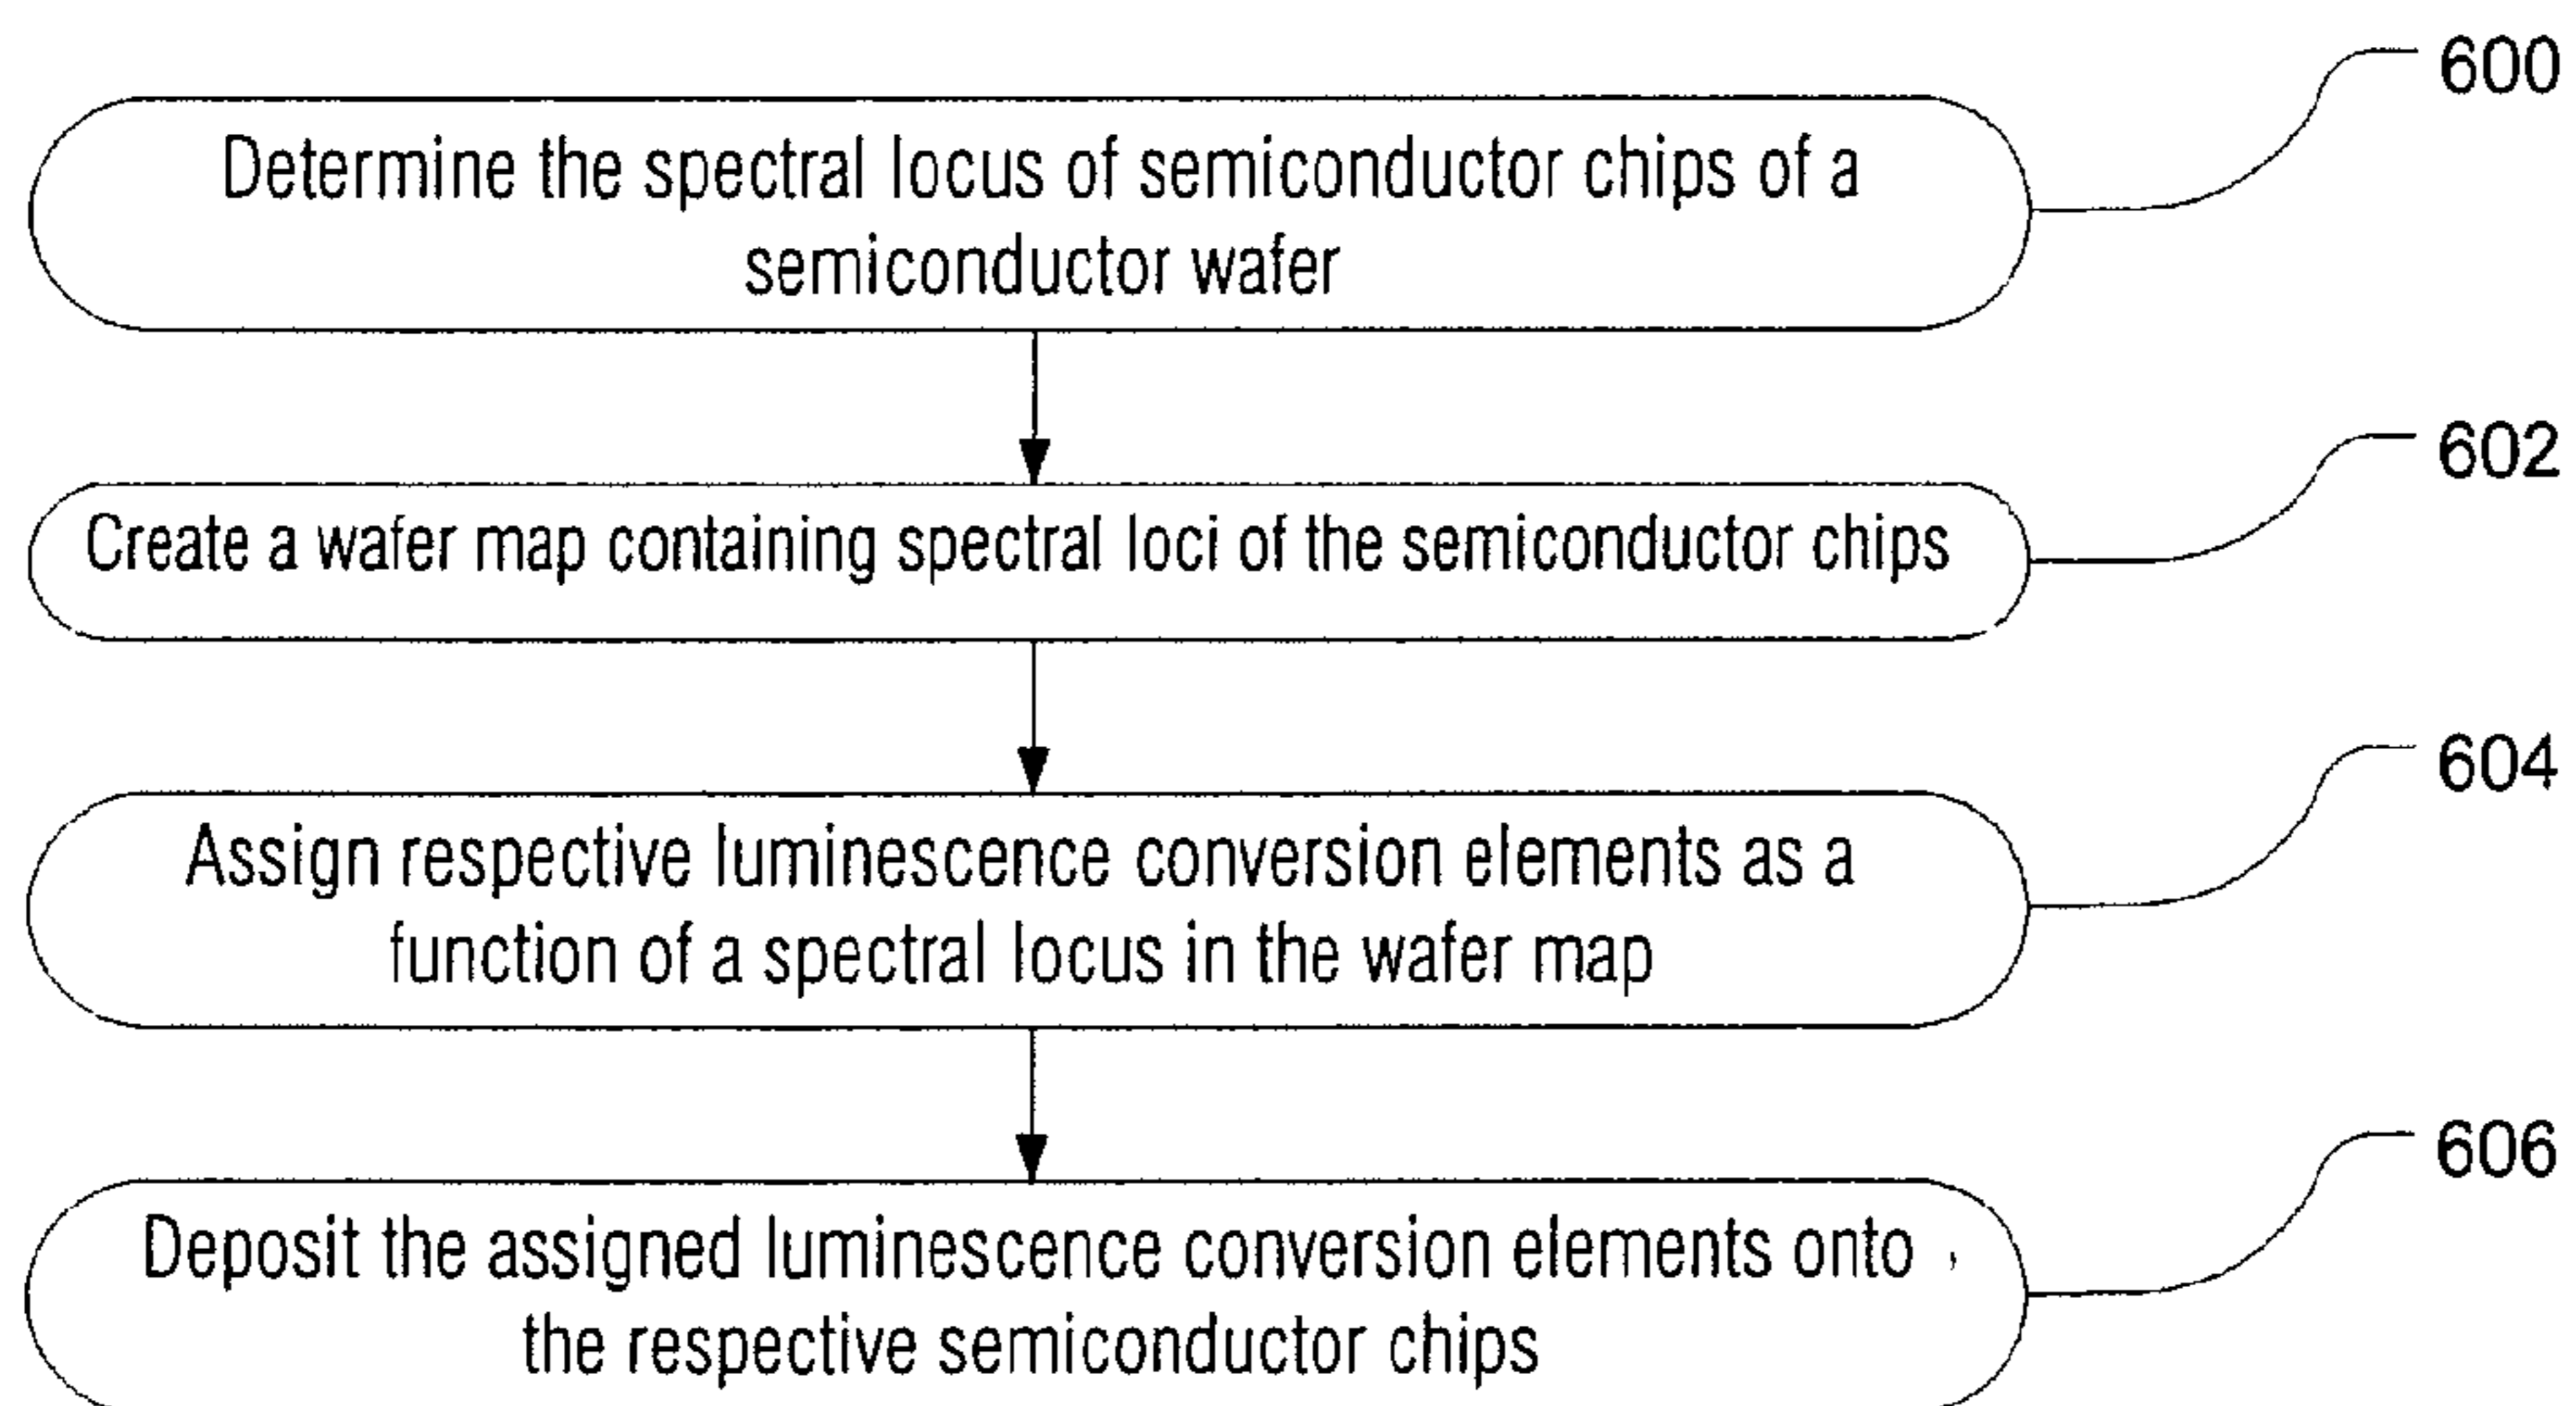 600
Determine the spectral locus of semiconductor chips of a
semiconductor wafer
602
Create a wafer map containing spectral loci of the semiconductor chips
604
Assign respective luminescence conversion elements as a
function of a spectral locus in the wafer map
606
Deposit the assigned luminescence conversion elements onto
the respective semiconductor chips